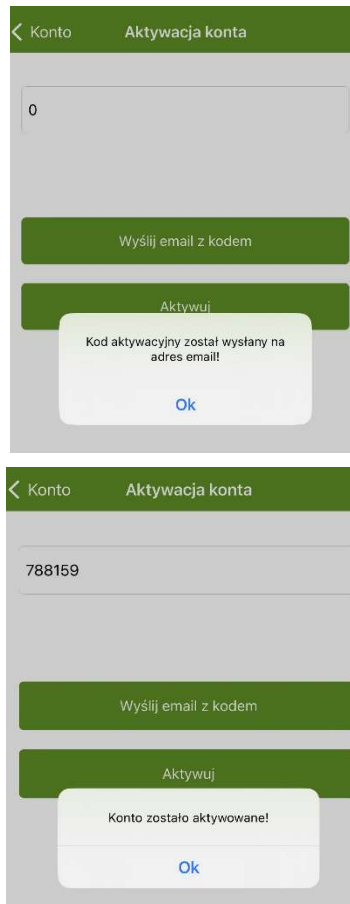 Konto Aktywacja konta
0
Wyślij email z kodem
Aktywuj
Kod aktywacyjny został wysłany na
adres email!
Ok
Konto Aktywacja konta
788159
Wyślij email z kodem
Aktywuj
Konto zostało aktywowane!
Ok